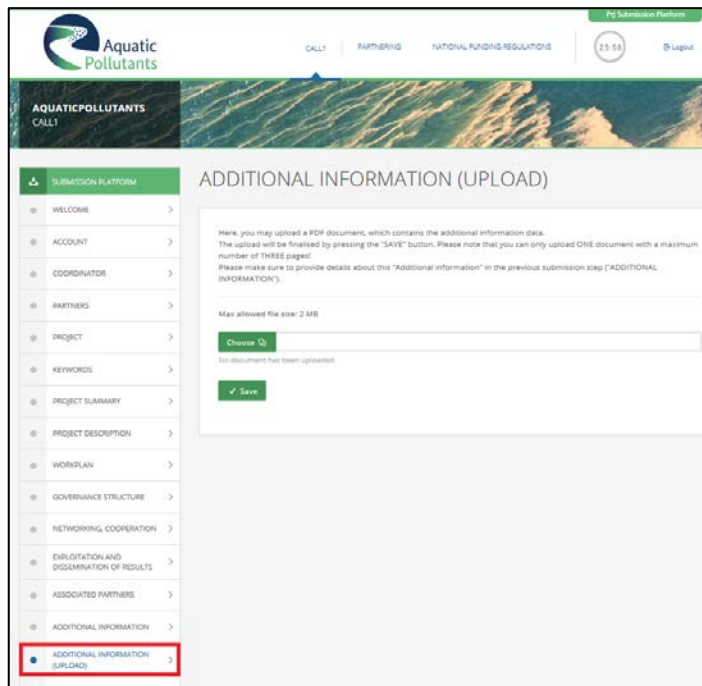 PtJ Submission Platform
Aquatic
Pollutants
CALL1
PARTNERING
NATIONAL FUNDING REGULATIONS
23:58
Logout
AQUATICPOLLUTANTS
CALL1
SUBMISSION PLATFORM
WELCOME
ACCOUNT
COORDINATOR
PARTNERS
PROJECT
KEYWORDS
PROJECT SUMMARY
PROJECT DESCRIPTION
WORKPLAN
GOVERNANCE STRUCTURE
NETWORKING, COOPERATION
EXPLOITATION AND
DISSEMINATION OF RESULTS
ASSOCIATED PARTNERS
ADDITIONAL INFORMATION
ADDITIONAL INFORMATION
(UPLOAD)
ADDITIONAL INFORMATION (UPLOAD)
Here, you may upload a PDF document, which contains the additional information data.
The upload will be finalised by pressing the "SAVE" button. Please note that you can only upload ONE document with a maximum
number of THREE pages!
Please make sure to provide details about this "Additional information" in the previous submission step ("ADDITIONAL
INFORMATION").
Max allowed file size: 2 MB
Choose
No document has been uploaded.
Save